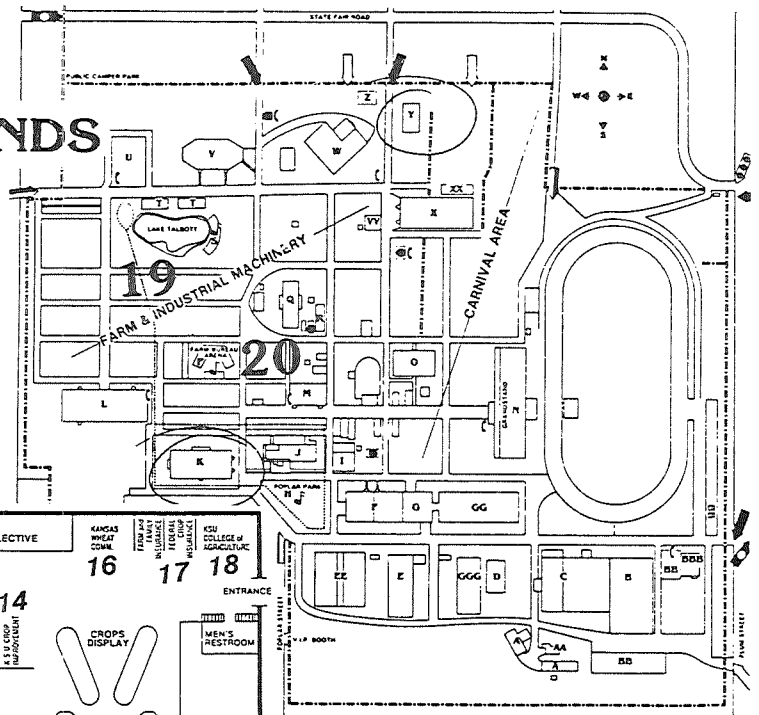 STATE FAIR ROAD
PUBLIC CAMPER PARK
N
W
E
S
NDS
Z
Y
U
V
W
T
T
XX
X
LAKE TALBOTT
VV
19
FARM & INDUSTRIAL MACHINERY
CARNIVAL AREA
Q
FARM BUREAU
ARENA
20
O
L
M
GRANDSTAND
N
K
J
I
POPLAR PARK
H
F
G
GG
EE
E
GGG
D
C
B
BB
BBB
POPLAR STREET
V.I.P. BOOTH
PLUM STREET
A
AA
A
BB
LECTIVE
KANSAS
WHEAT
COMM.
16
FARM and
FAMILY
INSURANCE
FEDERAL
CROP
INSURANCE
17
KSU
COLLEGE of
AGRICULTURE
18
ENTRANCE
14
KSU CROP
IMPROVEMENT
CROPS
DISPLAY
MEN'S
RESTROOM